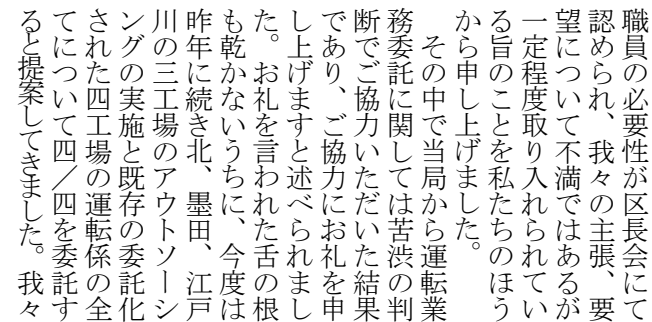 職員の必要性が区長会にて
認められ、我々の主張、要
望について不満ではあるが
一定程度取り入れられてい
る旨のことを私たちのほう
から申し上げました。
その中で当局から運転業
務委託に関しては苦渋の判
断でご協力いただいた結果
であり、ご協力にお礼を申
し上げますと述べられまし
た。お礼を言われた舌の根
も乾かないうちに、今度は
昨年に続き北、墨田、江戸
川の三工場のアウトソーシ
ングの実施と既存の委託化
された四工場の運転係の全
てについて四／四を委託す
ると提案してきました。我々